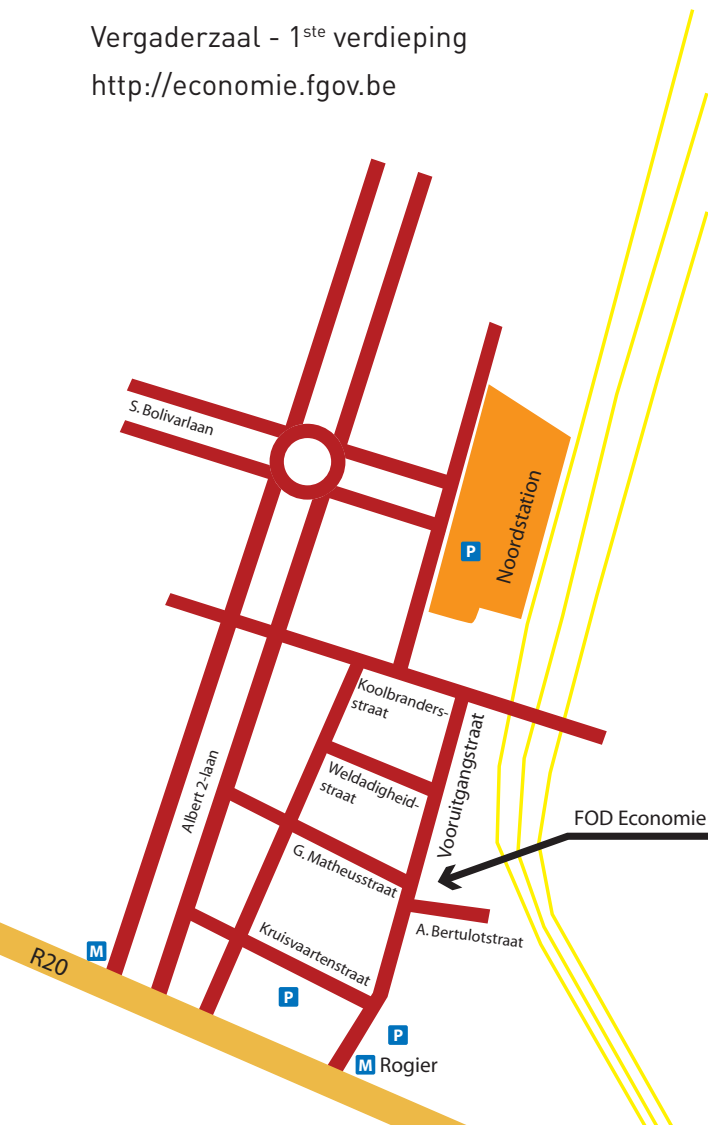 Vergaderzaal - 1ste verdieping
http://economie.fgov.be
S. Bolivarlaan
Noordstation
P
Koolbranders-
straat
Vooruitgangstraat
Weldadigheid-
straat
Albert 2-laan
FOD Economie
G. Matheusstraat
A. Bertulotstraat
Kruisvaartenstraat
M
R20
P
P
M Rogier